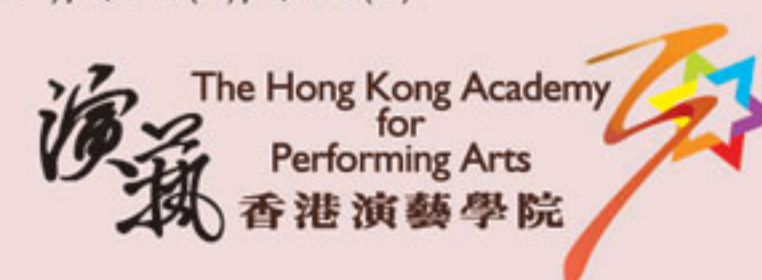 演藝
The Hong Kong Academy
for
Performing Arts
香港演藝學院